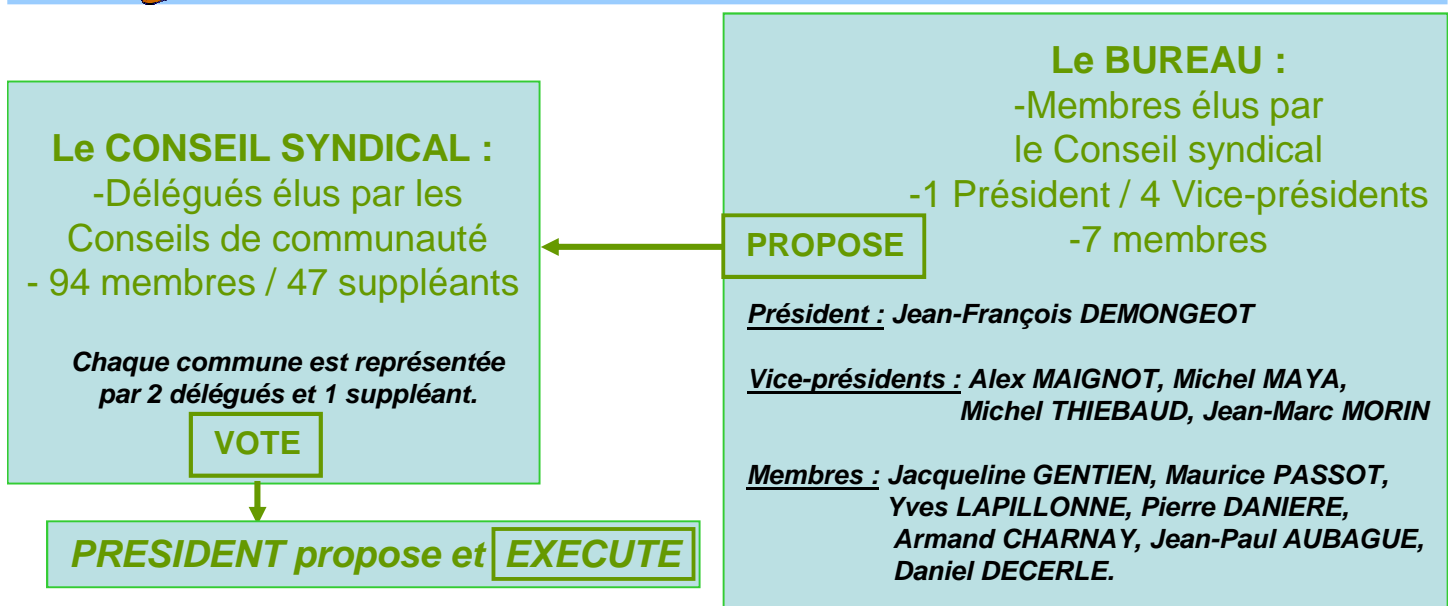 Le CONSEIL SYNDICAL :
-Délégués élus par les
Conseils de communauté
- 94 membres / 47 suppléants
Chaque commune est représentée
par 2 délégués et 1 suppléant.
VOTE
PRESIDENT propose et EXECUTE
Le BUREAU :
-Membres élus par
le Conseil syndical
-1 Président / 4 Vice-présidents
-7 membres
PROPOSE
Président : Jean-François DEMONGEOT
Vice-présidents : Alex MAIGNOT, Michel MAYA,
Michel THIEBAUD, Jean-Marc MORIN
Membres : Jacqueline GENTIEN, Maurice PASSOT,
Yves LAPILLONNE, Pierre DANIERE,
Armand CHARNAY, Jean-Paul AUBAGUE,
Daniel DECERLE.